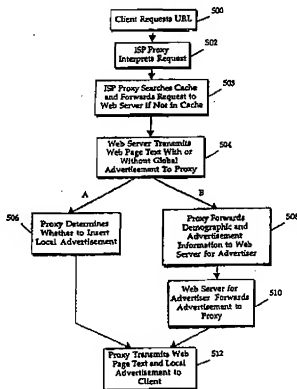 Client Requests URL
500
ISP Proxy
Interprets Request
502
ISP Proxy Searches Cache
and Forwards Request to
Web Server if Not in Cache
503
Web Server Transmits
Web Page Text With or
Without Global
Advertisement To Proxy
504
A
B
506
Proxy Determines
Whether to Insert
Local Advertisement
Proxy Forwards
Demographic and
Advertisement
Information to Web
Server for Advertiser
508
Web Server for
Advertiser Forwards
Advertisement to
Proxy
510
Proxy Transmits Web
Page Text and Local
Advertisement to
Client
512